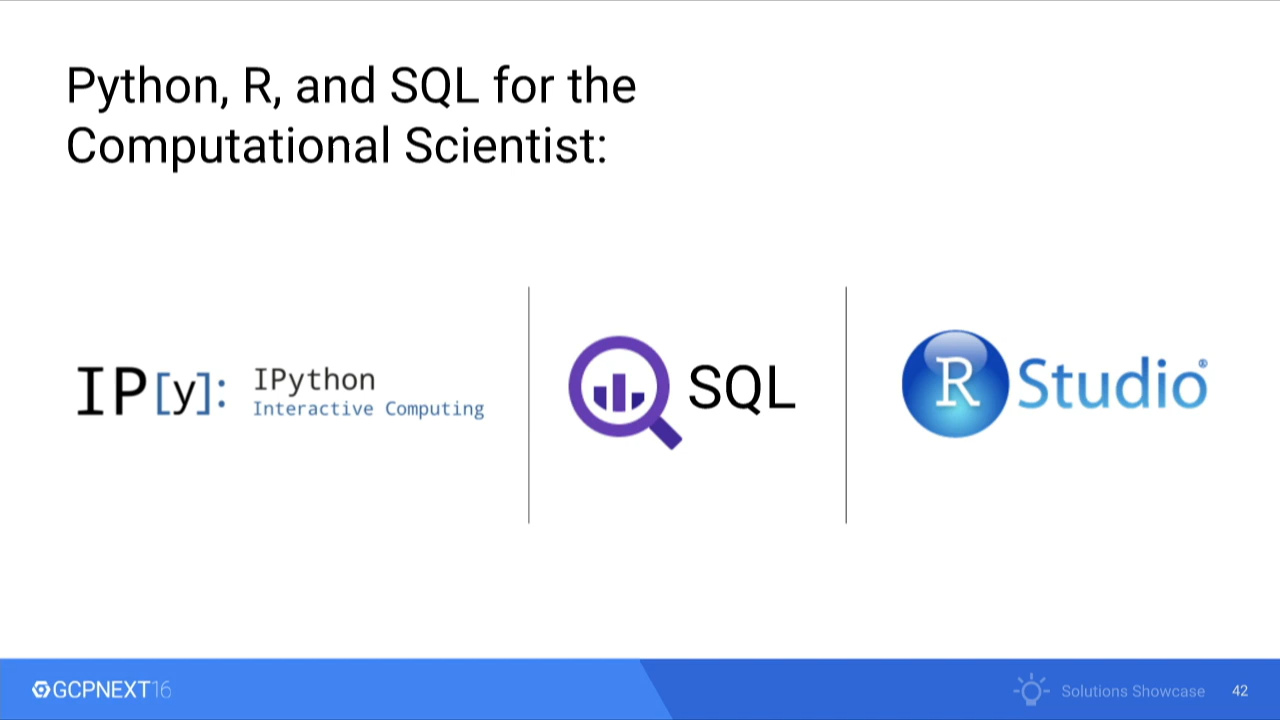 Python, R, and SQL for the
Computational Scientist:
IP[y]:
IPython
Interactive Computing
SQL
R Studio®
GCPNEXT16
Solutions Showcase
42